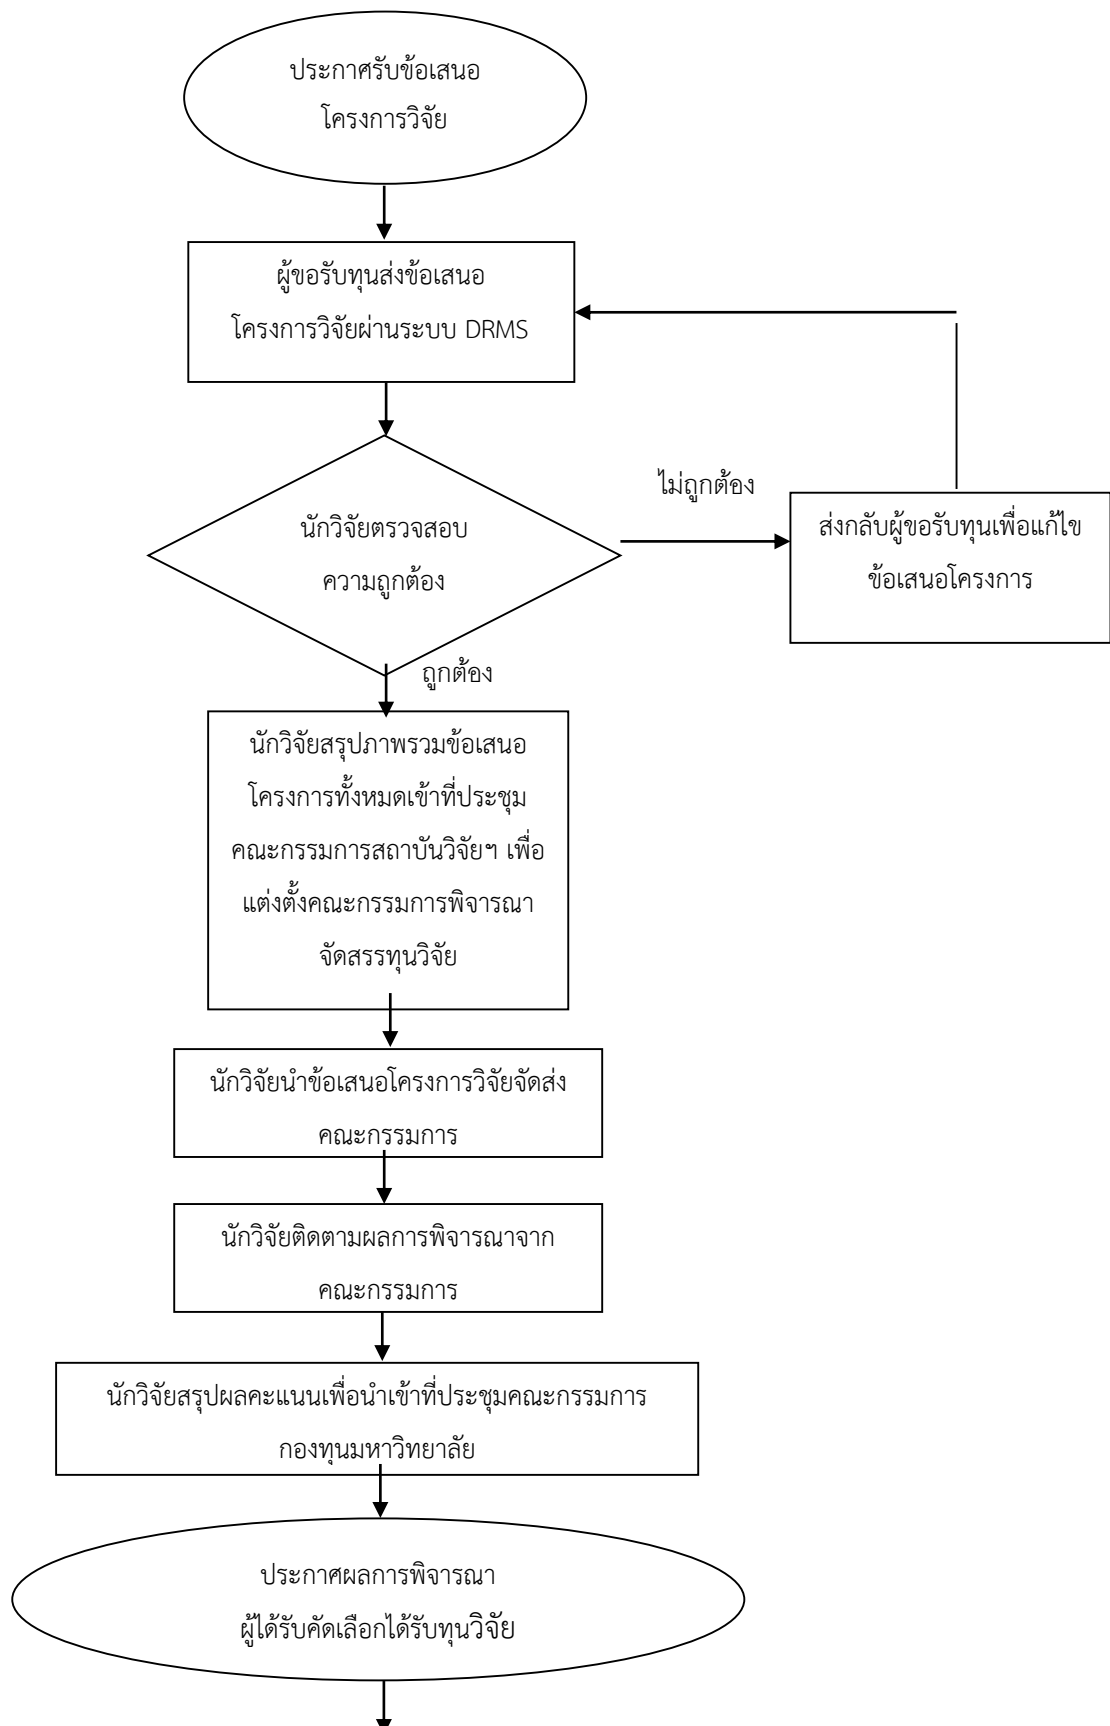 ประกาศรับข้อเสนอ
โครงการวิจัย
ผู้ขอรับทุนส่งข้อเสนอ
โครงการวิจัยผ่านระบบ DRMS
นักวิจัยตรวจสอบ
ความถูกต้อง
ไม่ถูกต้อง
ส่งกลับผู้ขอรับทุนเพื่อแก้ไข
ข้อเสนอโครงการ
ถูกต้อง
นักวิจัยสรุปภาพรวมข้อเสนอ
โครงการทั้งหมดเข้าที่ประชุม
คณะกรรมการสถาบันวิจัยฯ เพื่อ
แต่งตั้งคณะกรรมการพิจารณา
จัดสรรทุนวิจัย
นักวิจัยนำข้อเสนอโครงการวิจัยจัดส่ง
คณะกรรมการ
นักวิจัยติดตามผลการพิจารณาจาก
คณะกรรมการ
นักวิจัยสรุปผลคะแนนเพื่อนำเข้าที่ประชุมคณะกรรมการ
กองทุนมหาวิทยาลัย
ประกาศผลการพิจารณา
ผู้ได้รับคัดเลือกได้รับทุนวิจัย